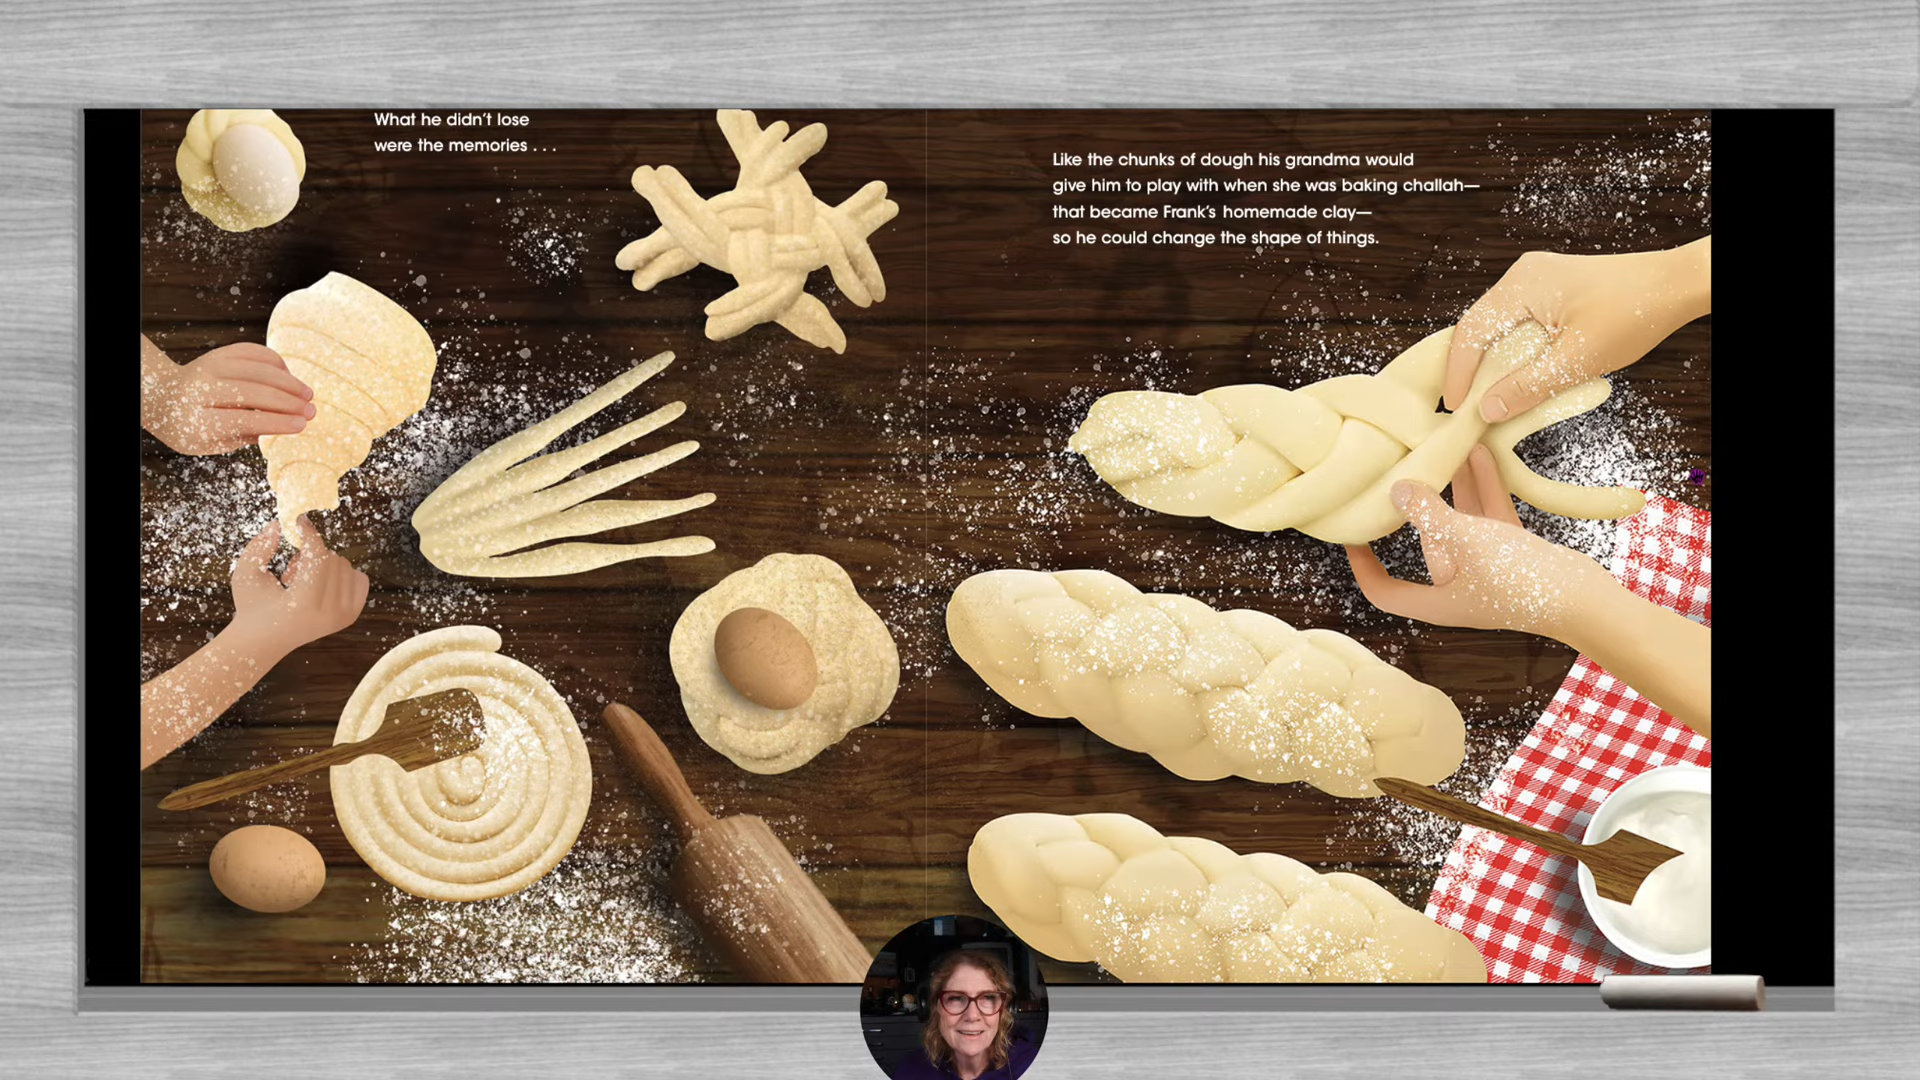 What he didn’t lose
were the memories . . .
Like the chunks of dough his grandma would
give him to play with when she was baking challah—
that became Frank’s homemade clay—
so he could change the shape of things.